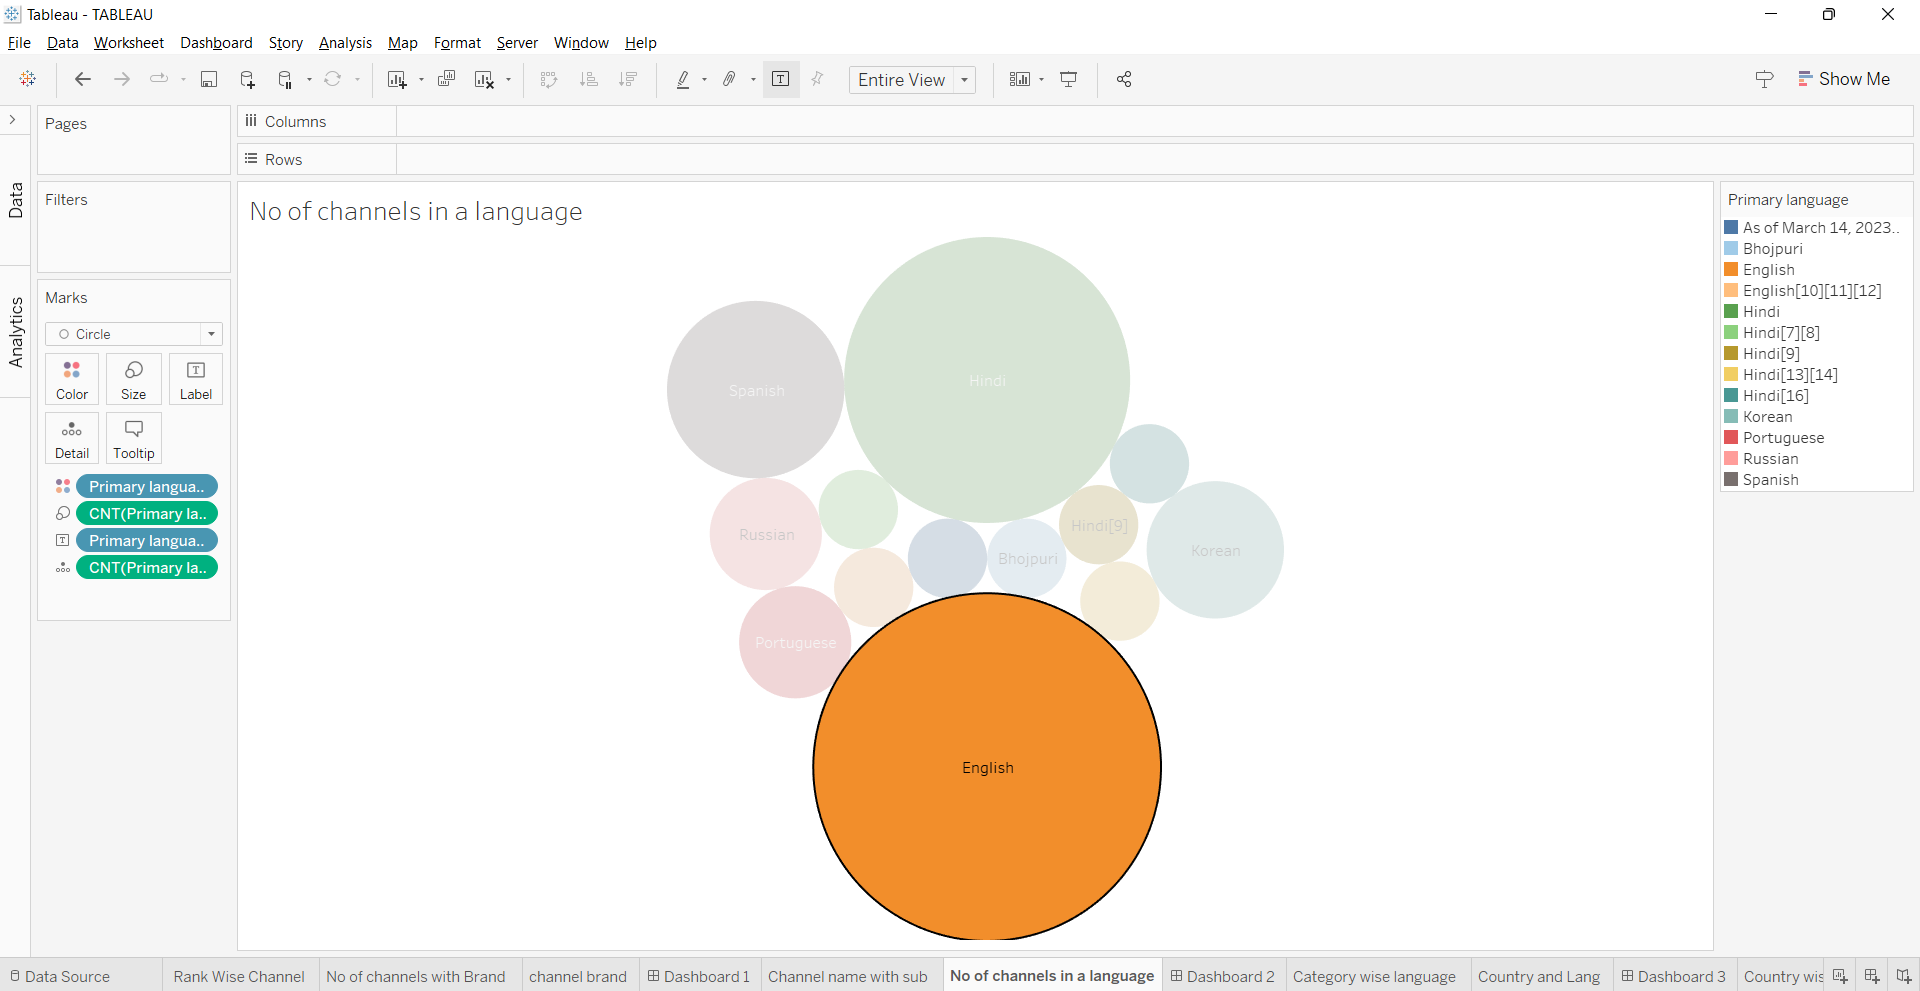 Tableau - TABLEAU
File Data Worksheet Dashboard Story Analysis Map Format Server Window Help
Entire View
Show Me
Pages
Columns
Rows
Data
Analytics
Filters
Marks
Circle
Color Size Label
Detail Tooltip
Primary langua..
CNT(Primary la..
Primary langua..
CNT(Primary la..
No of channels in a language
Spanish
Hindi
Russian
Hindi[9]
Korean
Bhojpuri
Portuguese
English
Primary language
As of March 14, 2023..
Bhojpuri
English
English[10][11][12]
Hindi
Hindi[7][8]
Hindi[9]
Hindi[13][14]
Hindi[16]
Korean
Portuguese
Russian
Spanish
Data Source Rank Wise Channel No of channels with Brand channel brand Dashboard 1 Channel name with sub No of channels in a language Dashboard 2 Category wise language Country and Lang Dashboard 3 Country wis